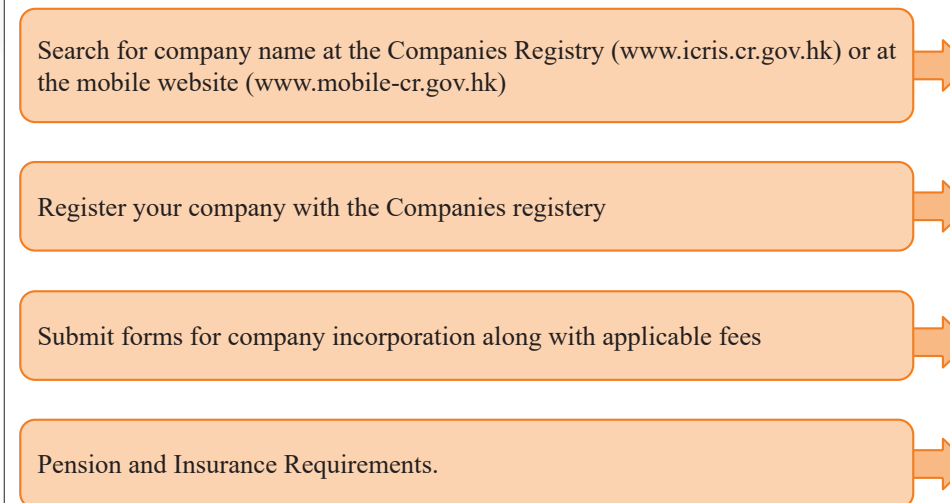 Search for company name at the Companies Registry (www.icris.cr.gov.hk) or at
the mobile website (www.mobile-cr.gov.hk)
Register your company with the Companies registery
Submit forms for company incorporation along with applicable fees
Pension and Insurance Requirements.